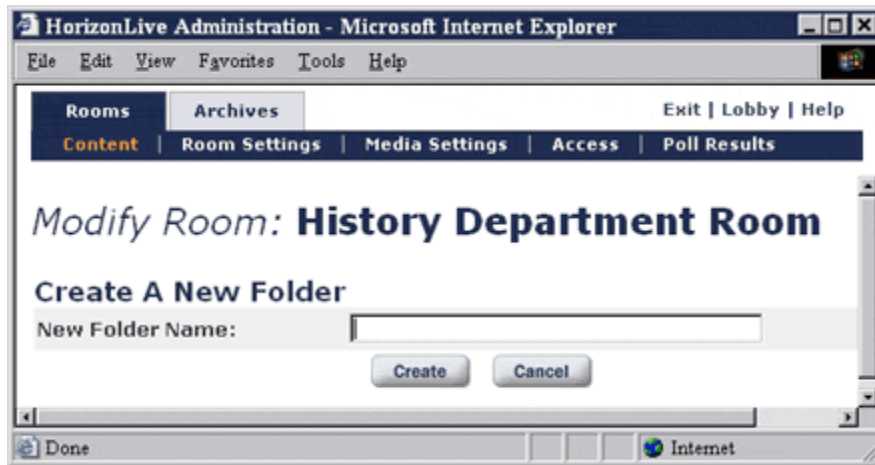 HorizonLive Administration - Microsoft Internet Explorer
File Edit View Favorites Tools Help
Rooms Archives Exit | Lobby | Help
Content | Room Settings | Media Settings | Access | Poll Results
Modify Room: History Department Room
Create A New Folder
New Folder Name:
Create Cancel
Done Internet